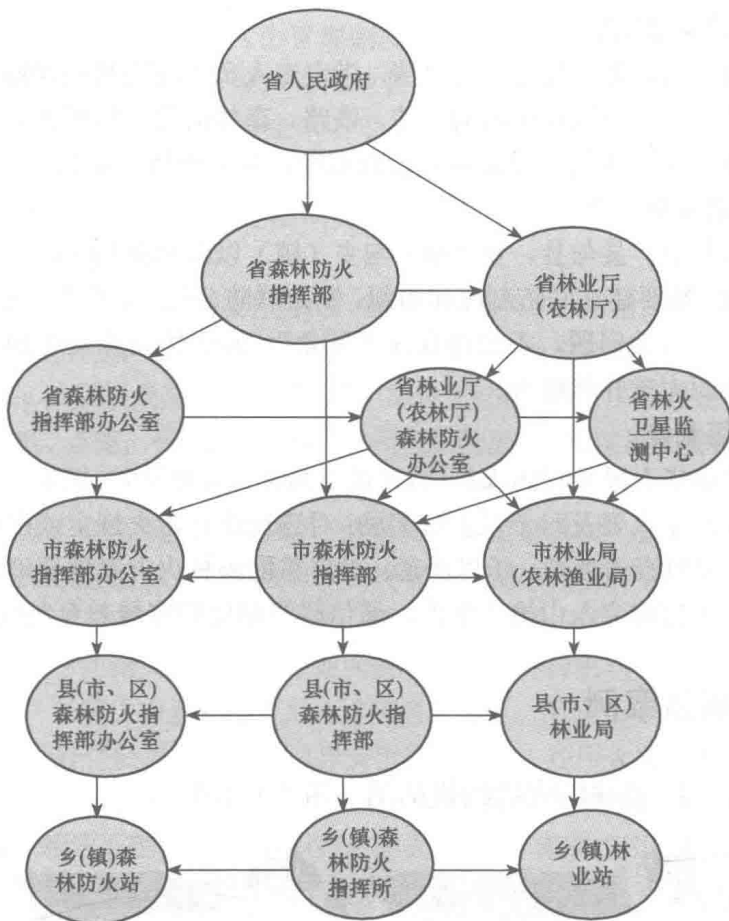 省人民政府
省森林防火
指挥部
省林业厅
(农林厅)
省森林防火
指挥部办公室
省林业厅
(农林厅)
森林防火
办公室
省林火
卫星监
测中心
市森林防火
指挥部办公室
市森林防火
指挥部
市林业局
(农林渔业局)
县(市、区)
森林防火指
挥部办公室
县(市、区)
森林防火指
挥部
县(市、区)
林业局
乡(镇)森
林防火站
乡(镇)森
林防火
指挥所
乡(镇)林
业站